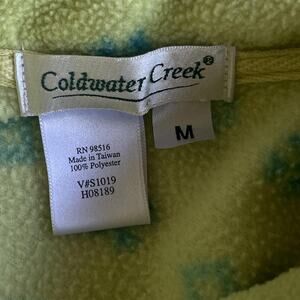 Coldwater Creek®
M
RN 98516
Made in Taiwan
100% Polyester
V#S1019
H08189